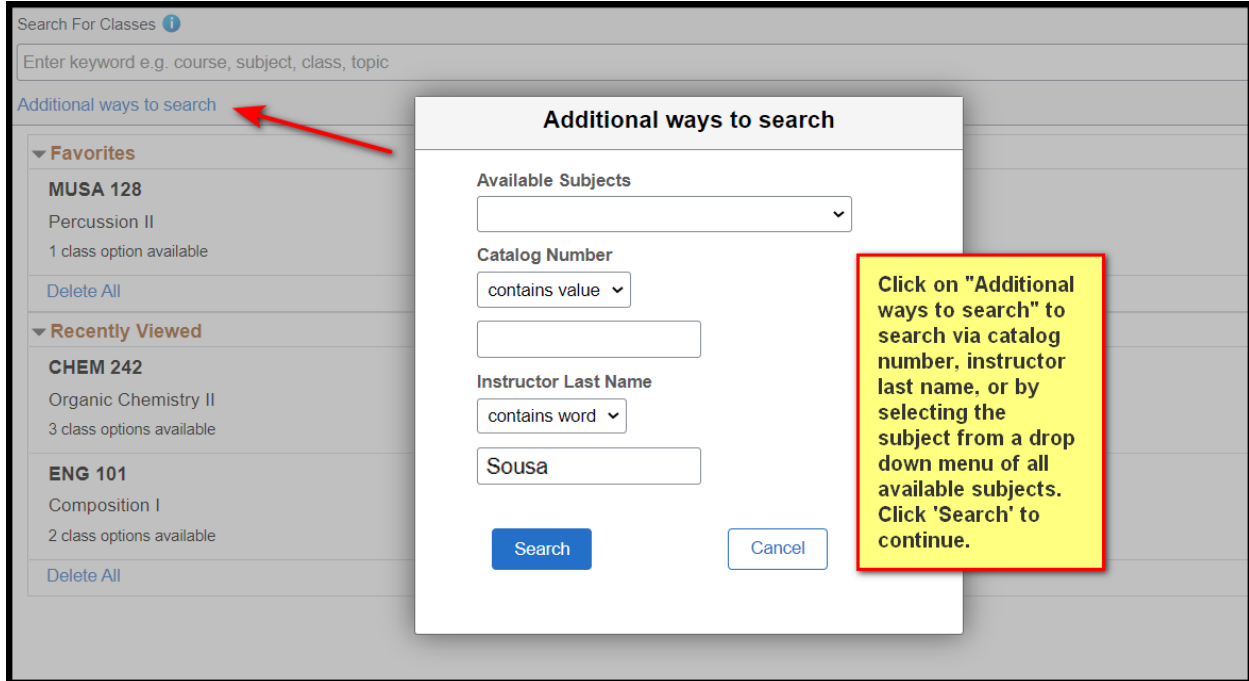 Search For Classes
Enter keyword e.g. course, subject, class, topic
Additional ways to search
Favorites
MUSA 128
Percussion II
1 class option available
Delete All
Recently Viewed
CHEM 242
Organic Chemistry II
3 class options available
ENG 101
Composition I
2 class options available
Delete All
Additional ways to search
Available Subjects
Catalog Number
contains value
Instructor Last Name
contains word
Sousa
Search
Cancel
Click on "Additional
ways to search" to
search via catalog
number, instructor
last name, or by
selecting the
subject from a drop
down menu of all
available subjects.
Click 'Search' to
continue.